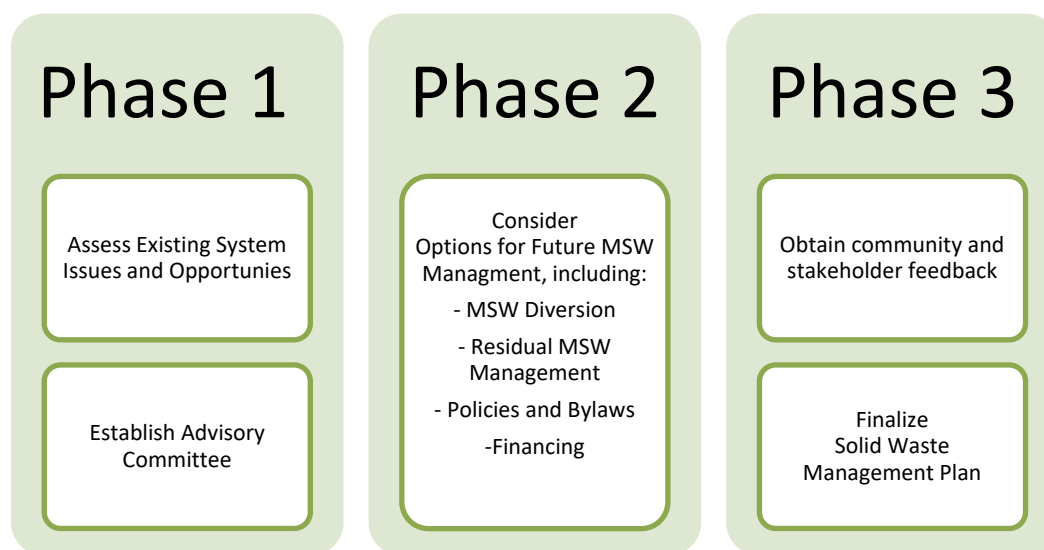 Phase 1
Assess Existing System
Issues and Opportunies
Establish Advisory
Committee
Phase 2
Consider
Options for Future MSW
Managment, including:
- MSW Diversion
- Residual MSW
Management
- Policies and Bylaws
-Financing
Phase 3
Obtain community and
stakeholder feedback
Finalize
Solid Waste
Management Plan